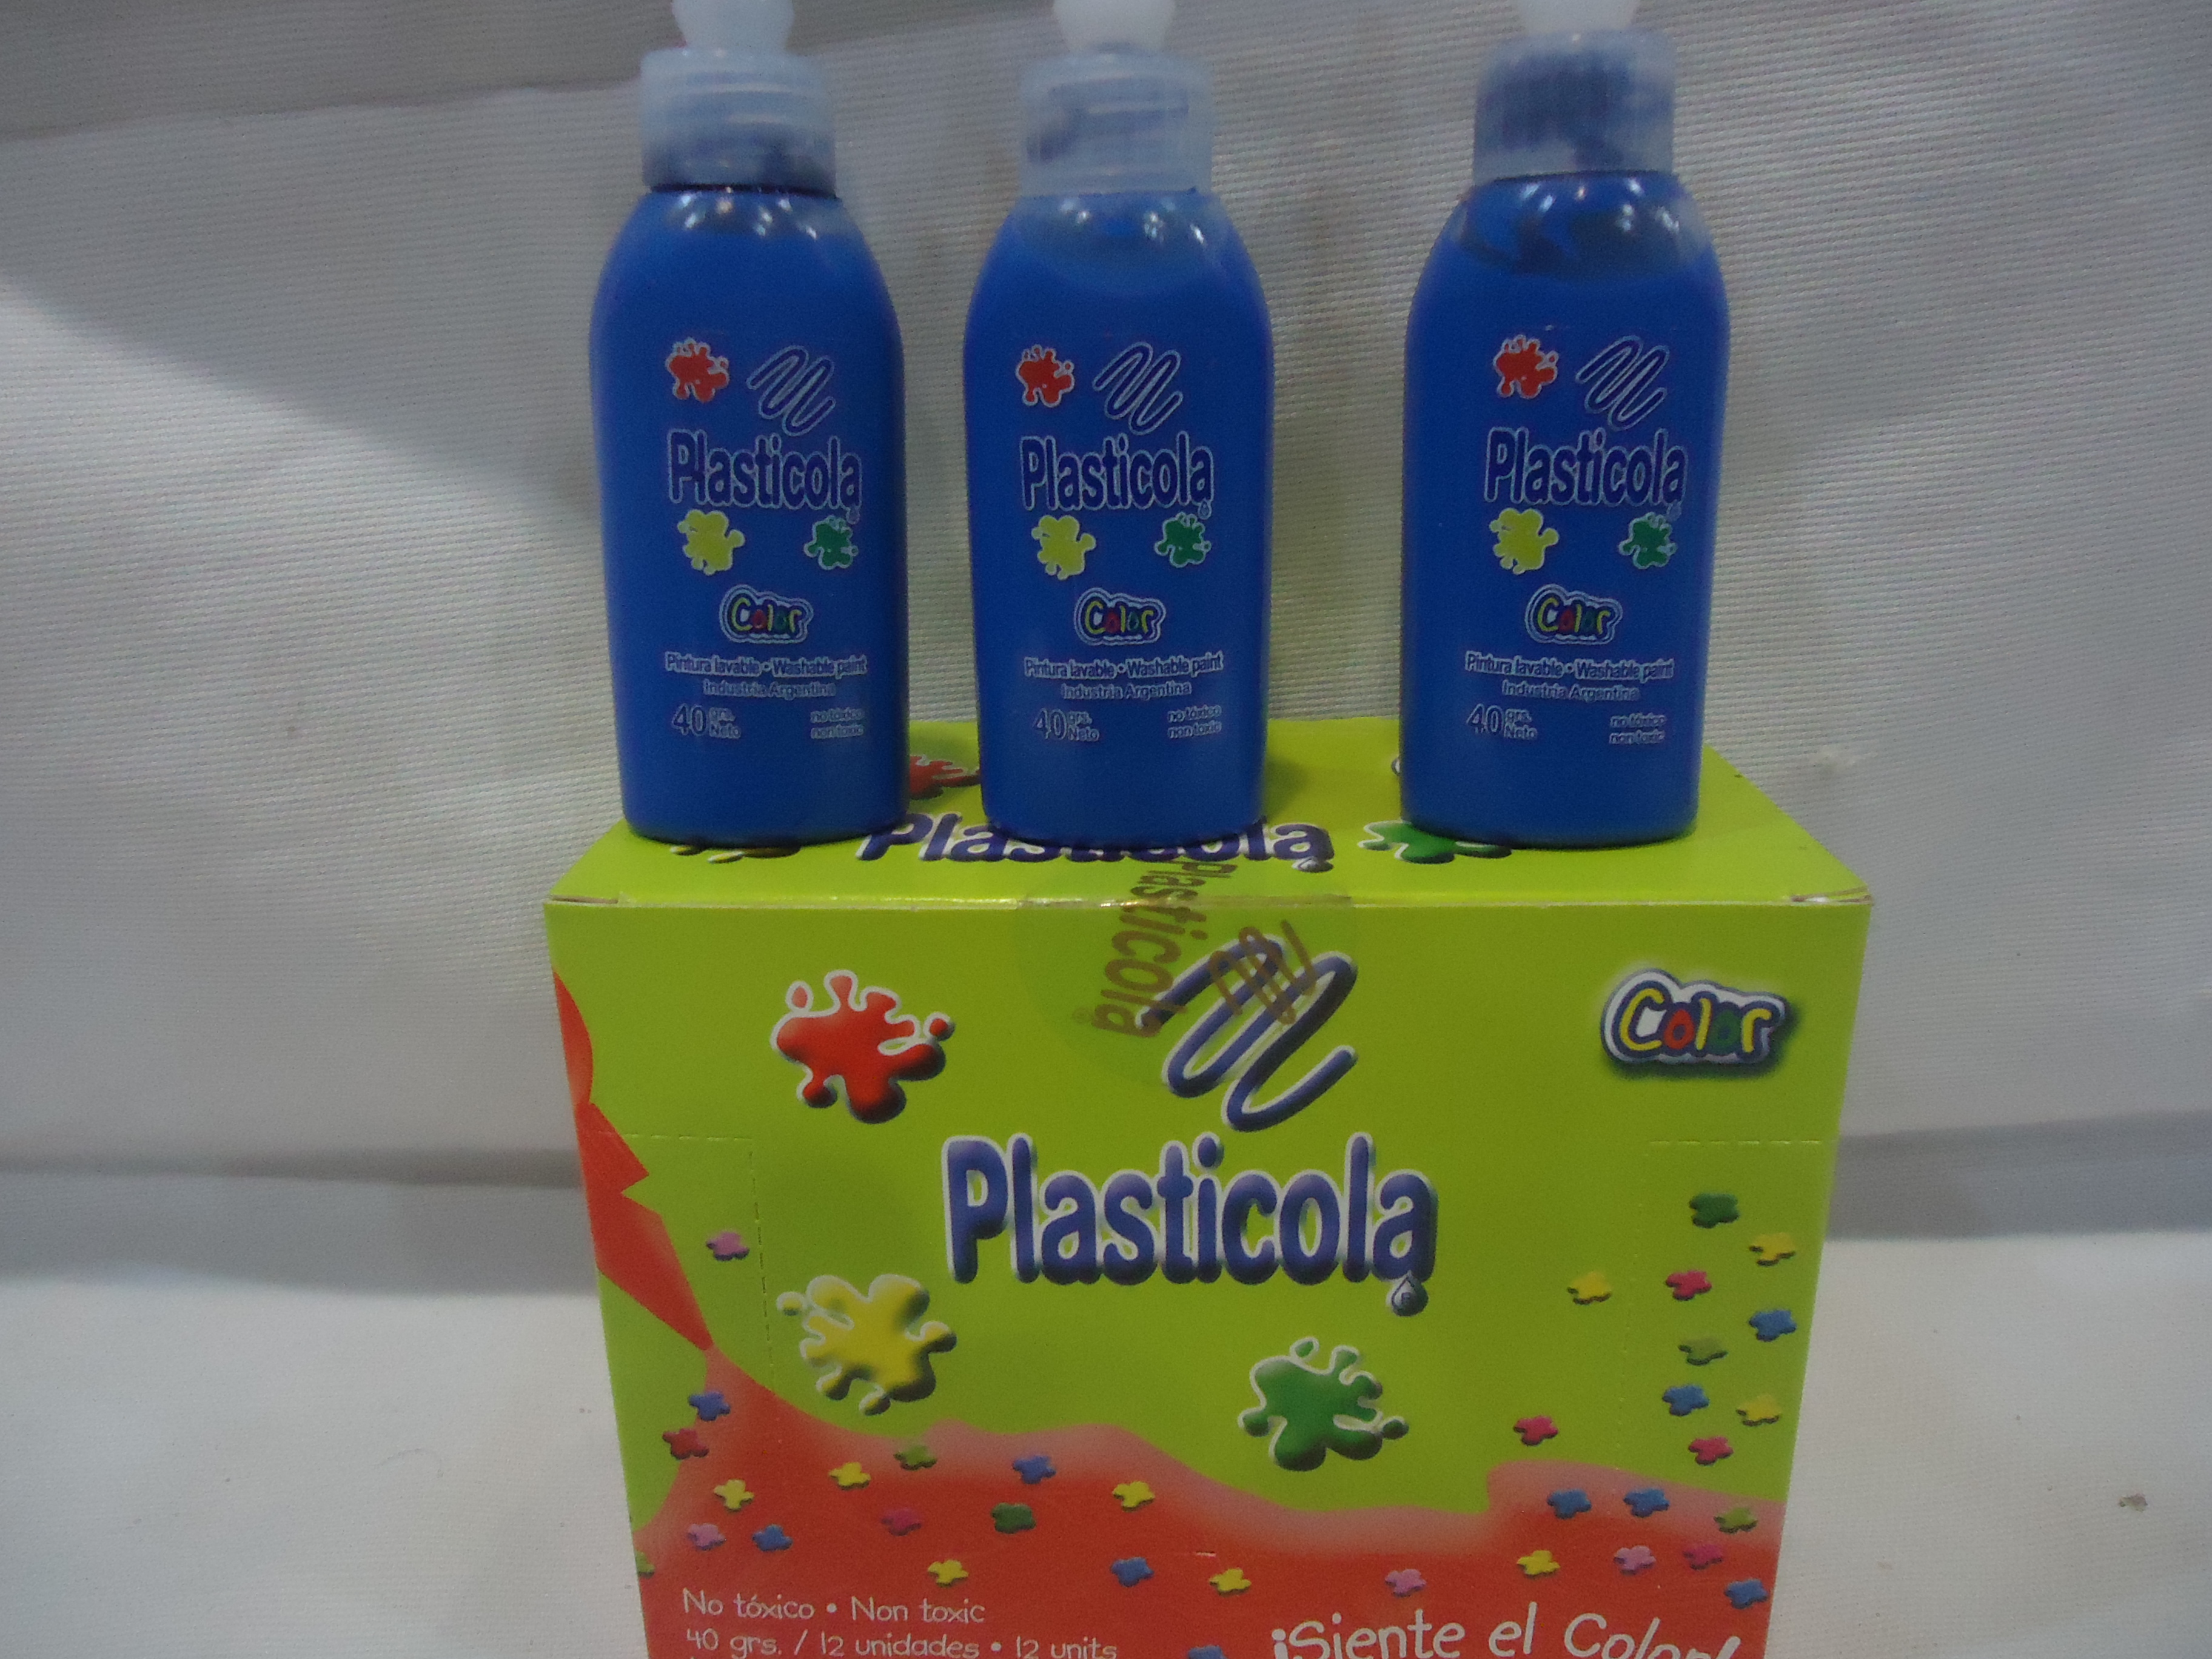 Plasticola
Color
Pintura lavable • Washable paint
Industria Argentina
40 grs. Neto
no tóxico
non toxic
Plasticola
Color
Pintura lavable • Washable paint
Industria Argentina
40 grs. Neto
no tóxico
non toxic
Plasticola
Color
Pintura lavable • Washable paint
Industria Argentina
40 grs. Neto
no tóxico
non toxic
Plasticola
Plasticola
Color
Plasticola
No tóxico • Non toxic
40 grs. / 12 unidades • 12 units
¡Siente el Color!